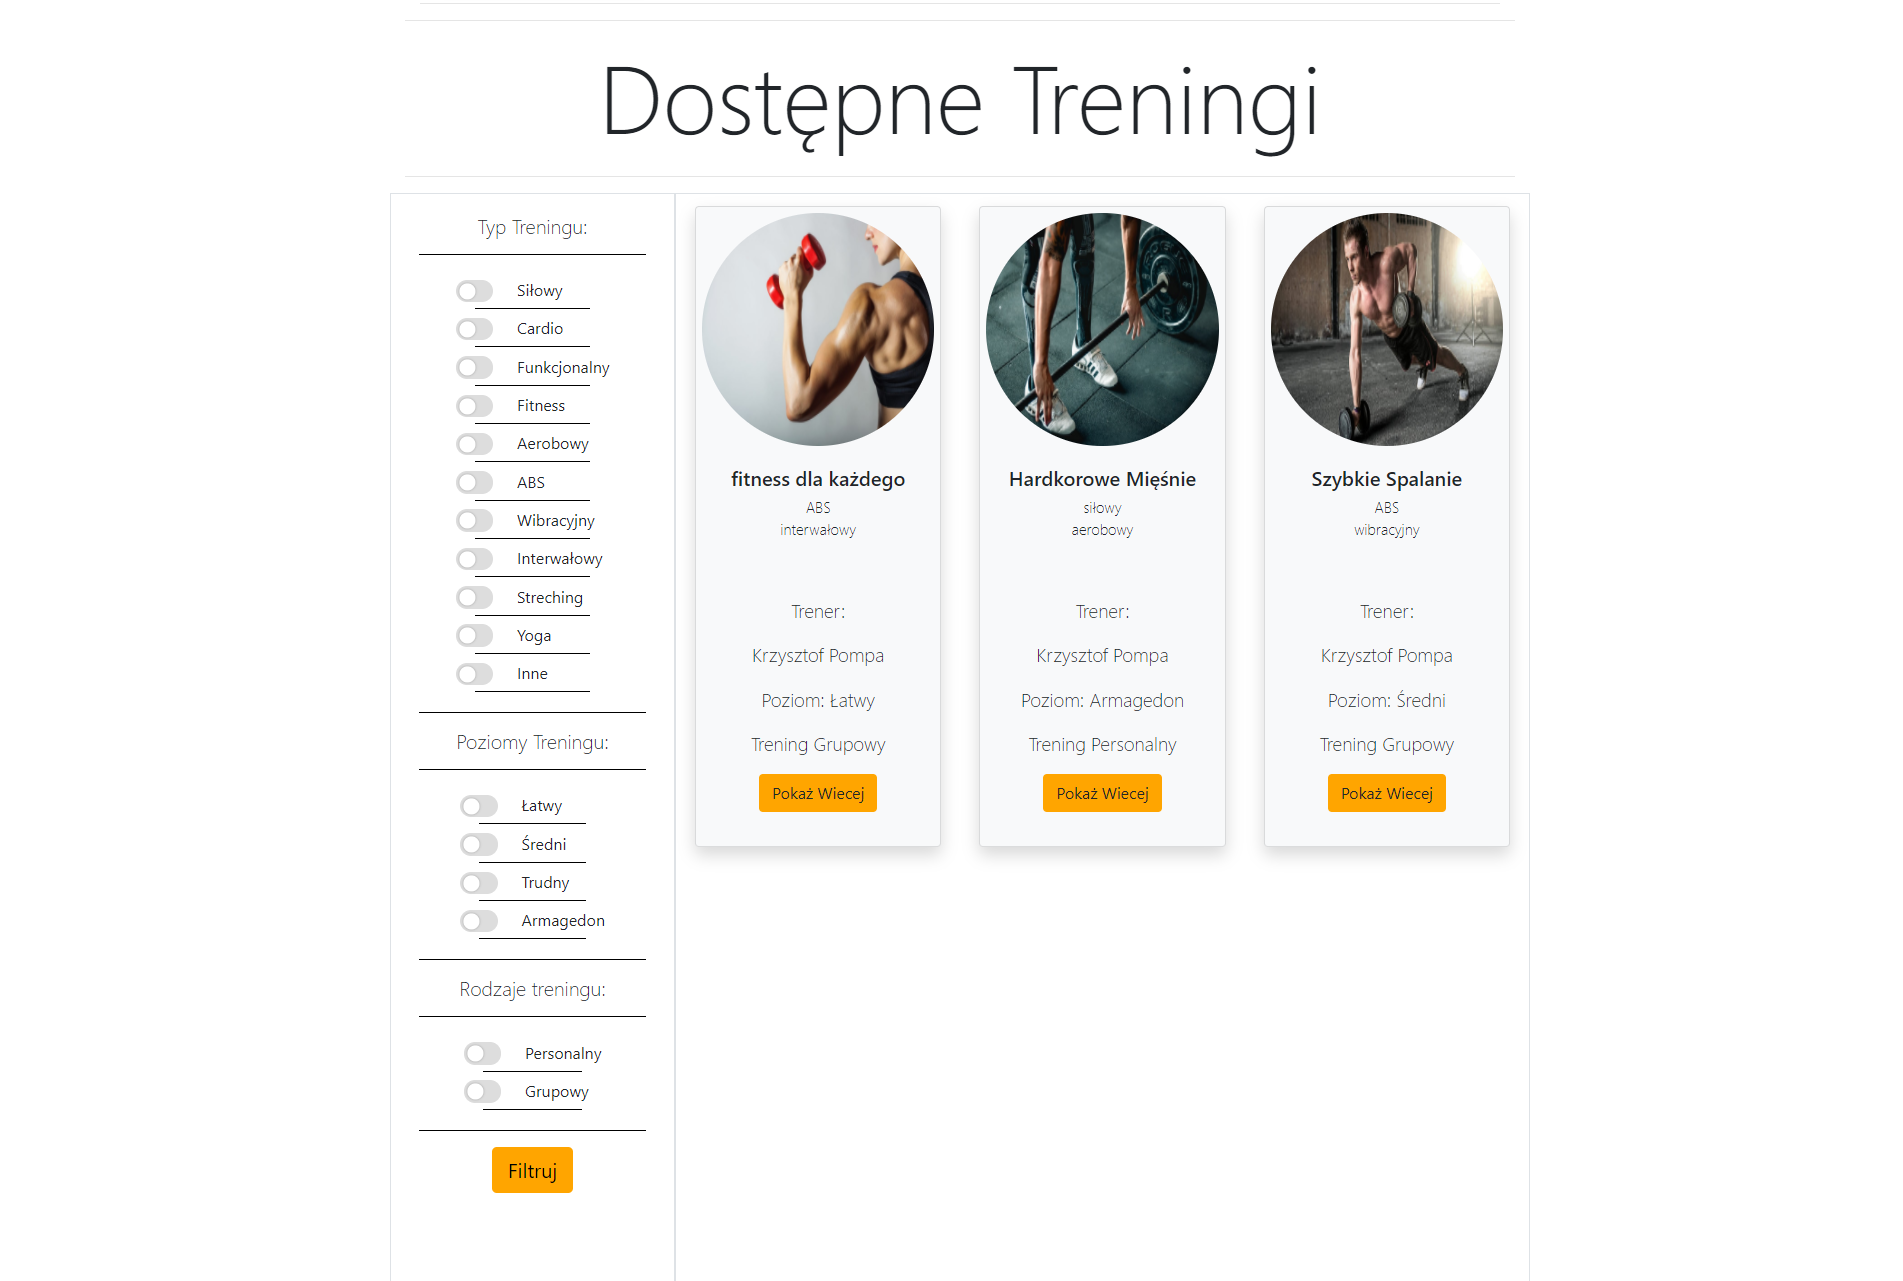 Dostępne Treningi
Typ Treningu:
Siłowy
Cardio
Funkcjonalny
Fitness
Aerobowy
ABS
Wibracyjny
Interwałowy
Streching
Yoga
Inne
Poziomy Treningu:
Łatwy
Średni
Trudny
Armagedon
Rodzaje treningu:
Personalny
Grupowy
Filtruj
fitness dla każdego
ABS
interwałowy
Trener:
Krzysztof Pompa
Poziom: Łatwy
Trening Grupowy
Pokaż Wiecej
Hardkorowe Mięśnie
siłowy
aerobowy
Trener:
Krzysztof Pompa
Poziom: Armagedon
Trening Personalny
Pokaż Wiecej
Szybkie Spalanie
ABS
wibracyjny
Trener:
Krzysztof Pompa
Poziom: Średni
Trening Grupowy
Pokaż Wiecej